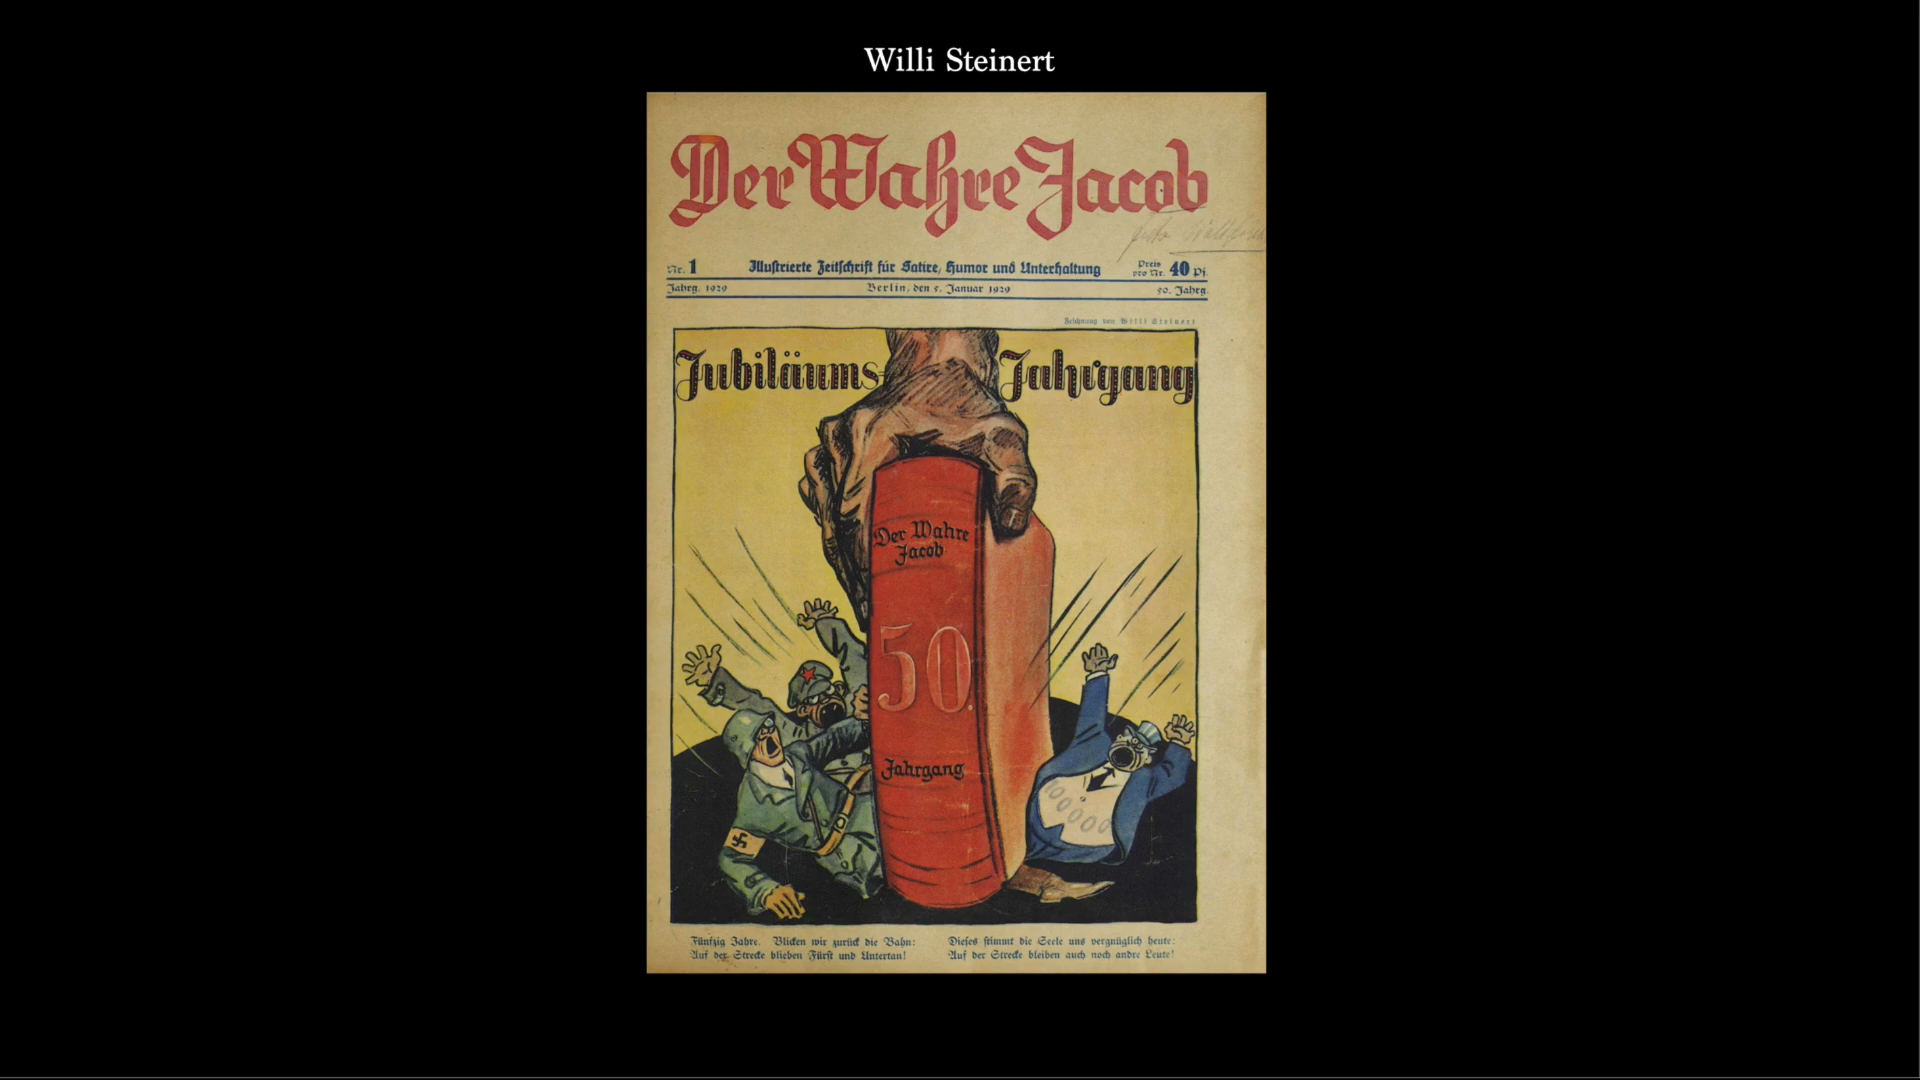 Willi Steinert
Der Wahre Jacob
Nr. 1
Illustrierte Zeitschrift für Satire, Humor und Unterhaltung
Preis
pro Nr. 40 Pf.
Jahrg. 1929
Berlin, den 5. Januar 1929
50. Jahrg.
Zeichnung von Willi Steinert
Jubiläums-Jahrgang
Der Wahre
Jacob
50.
Jahrgang
100000
Fünfzig Jahre. Blicken wir zurück die Bahn:
Auf der Strecke blieben Fürst und Untertan!
Dieses stimmt die Seele uns vergnüglich heute:
Auf der Strecke bleiben auch noch andre Leute!